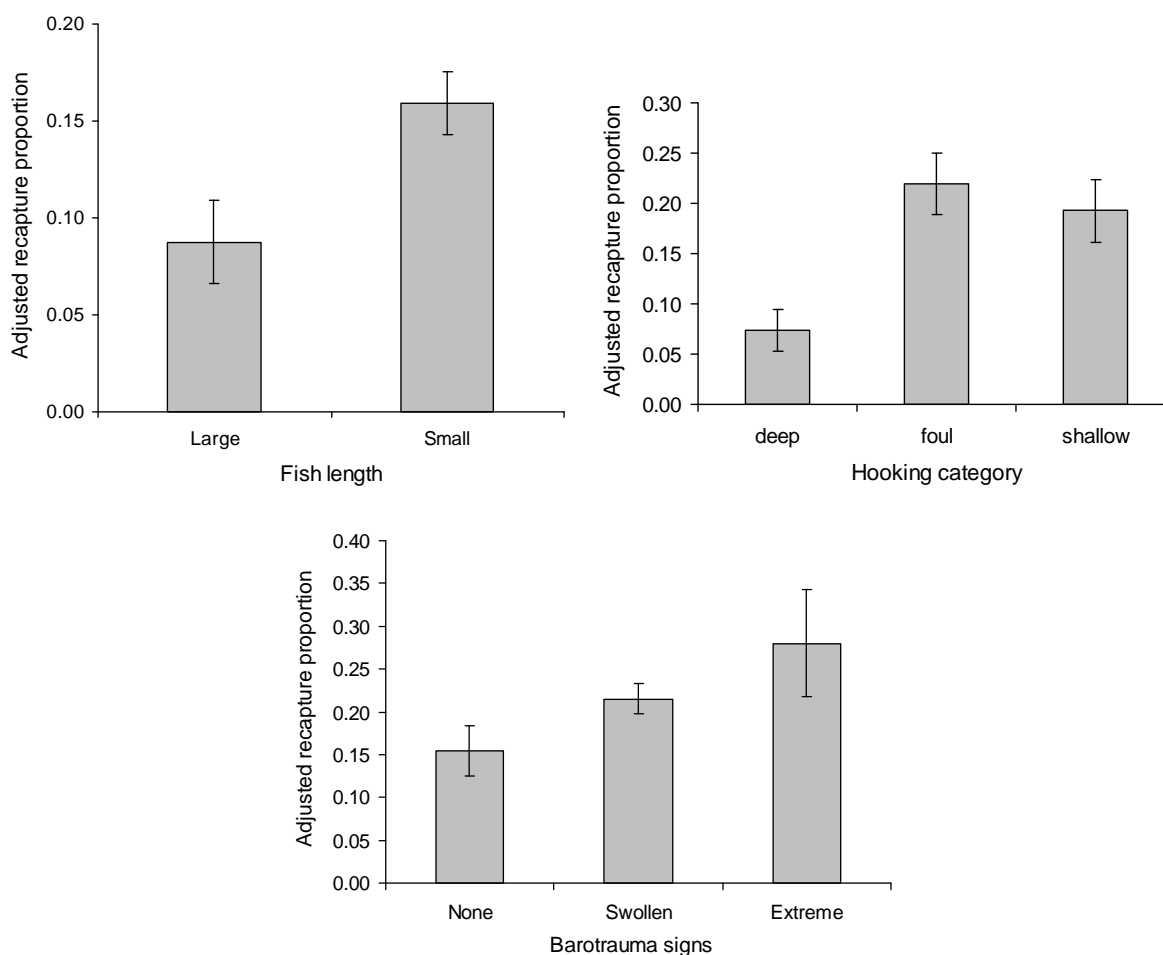 Adjusted recapture proportion
0.20
0.15
0.10
0.05
0.00
Large Small
Fish length
Adjusted recapture proportion
0.30
0.25
0.20
0.15
0.10
0.05
0.00
deep foul shallow
Hooking category
Adjusted recapture proportion
0.40
0.35
0.30
0.25
0.20
0.15
0.10
0.05
0.00
None Swollen Extreme
Barotrauma signs